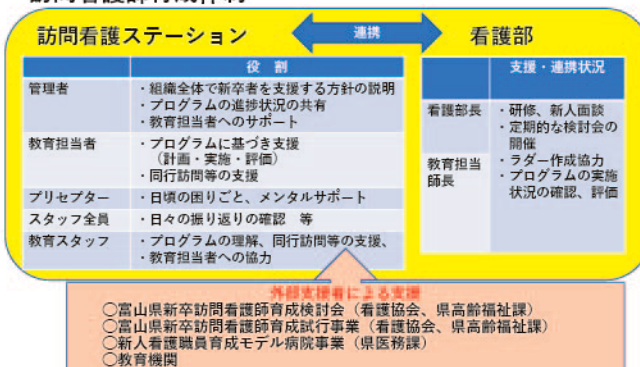 訪問看護ステーション
連携
看護部
役 割
管理者
・組織全体で新卒者を支援する方針の説明
・プログラムの進捗状況の共有
・教育担当者へのサポート
教育担当者
・プログラムに基づき支援
（計画・実施・評価）
・同行訪問等の支援
プリセプター
・日頃の困りごと、メンタルサポート
スタッフ全員
・日々の振り返りの確認 等
教育スタッフ
・プログラムの理解、同行訪問等の支援、
・教育担当者への協力
支援・連携状況
看護部長
教育担当
師長
・研修、新人面談
・定期的な検討会の
開催
・ラダー作成協力
・プログラムの実施
状況の確認、評価
外部支援者による支援
○富山県新卒訪問看護師育成検討会（看護協会、県高齢福祉課）
○富山県新卒訪問看護師育成試行事業（看護協会、県高齢福祉課）
○新人看護職員育成モデル病院事業（県医務課）
○教育機関